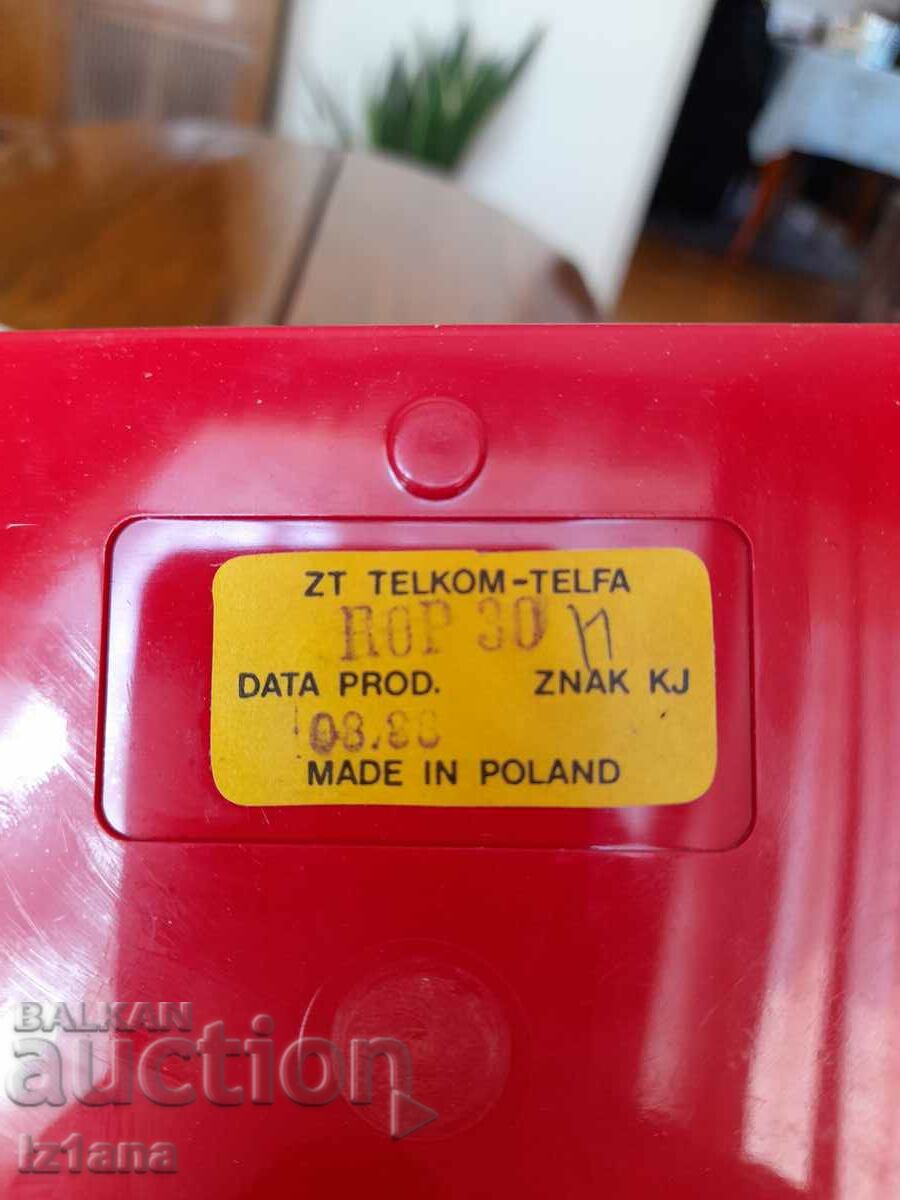 ZT TELKOM-TELFA
ROP 30
DATA PROD. ZNAK KJ
MADE IN POLAND
BALKAN
auction
iz1ana